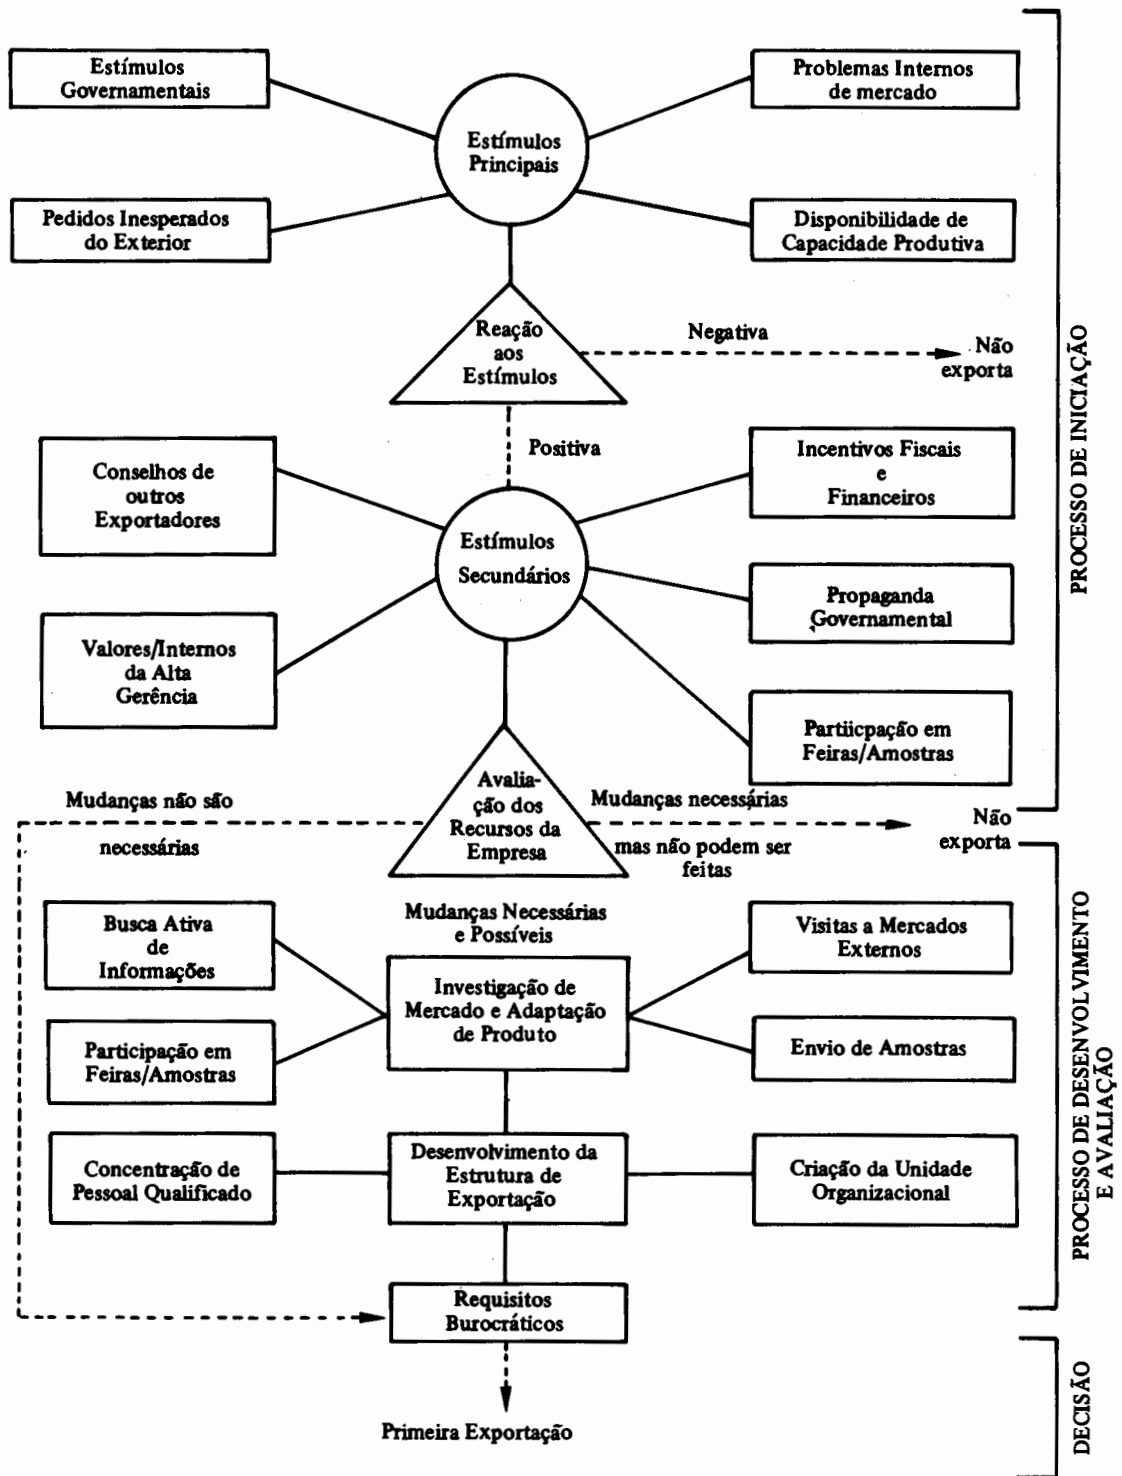 Estímulos
Governamentais
Problemas Internos
de mercado
Estímulos
Principais
Pedidos Inesperados
do Exterior
Disponibilidade de
Capacidade Produtiva
Reação
aos
Estímulos
Negativa
Não
exporta
Positiva
Conselhos de
outros
Exportadores
Incentivos Fiscais
e
Financeiros
Estímulos
Secundários
Propaganda
Governamental
Valores/Internos
da Alta
Gerência
Partiicpação em
Feiras/Amostras
PROCESSO DE INICIAÇÃO
Avalia-
ção dos
Recursos da
Empresa
Mudanças não são
necessárias
Mudanças necessárias
mas não podem ser
feitas
Não
exporta
Mudanças Necessárias
e Possíveis
Busca Ativa
de
Informações
Visitas a Mercados
Externos
Investigação de
Mercado e Adaptação
de Produto
Participação em
Feiras/Amostras
Envio de Amostras
Concentração de
Pessoal Qualificado
Desenvolvimento da
Estrutura de
Exportação
Criação da Unidade
Organizacional
PROCESSO DE DESENVOLVIMENTO
E AVALIAÇÃO
Requisitos
Burocráticos
Primeira Exportação
DECISÃO